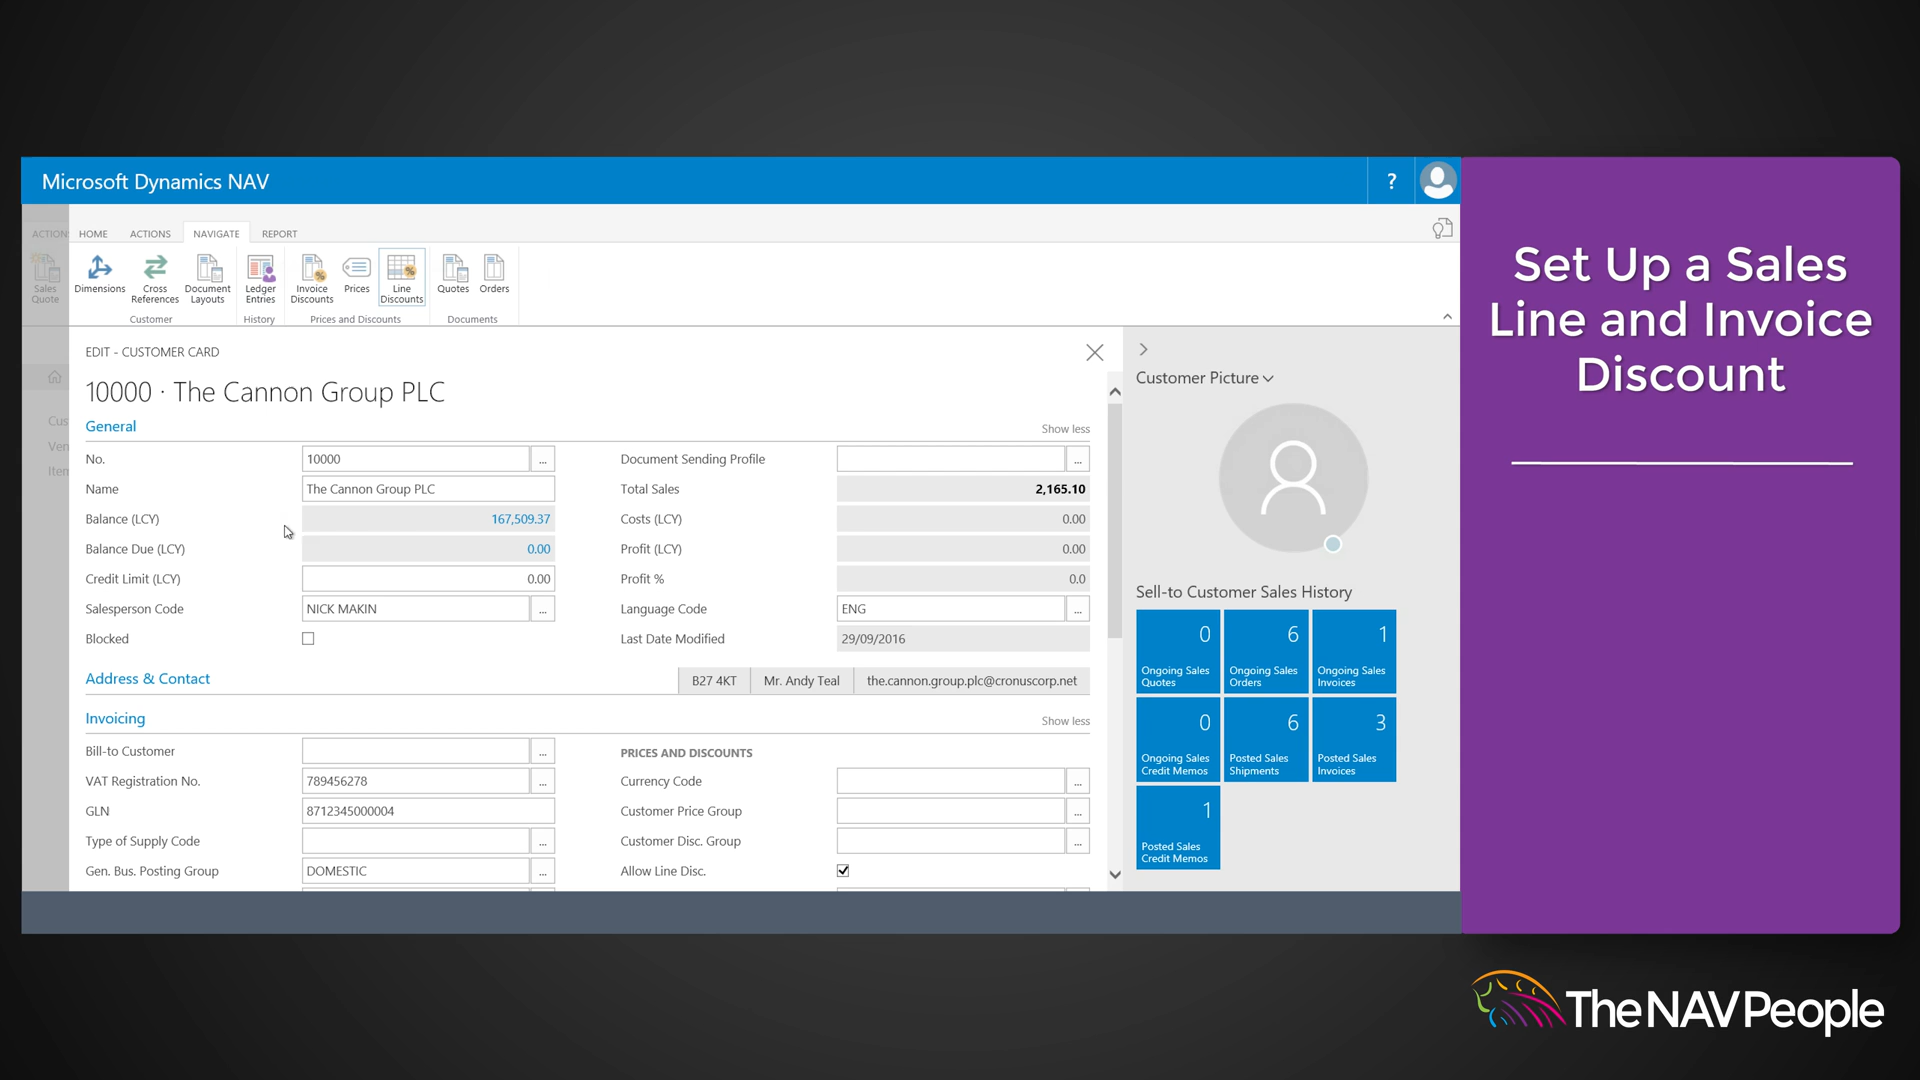 Microsoft Dynamics NAV
?
ACTION
HOME
ACTIONS
NAVIGATE
REPORT
Sales
Quote
Dimensions
Cross
References
Document
Layouts
Ledger
Entries
Invoice
Discounts
Prices
Line
Discounts
Quotes
Orders
Customer
History
Prices and Discounts
Documents
Cus
Ven
Item
EDIT - CUSTOMER CARD
10000 · The Cannon Group PLC
General
Show less
No.
10000
...
Document Sending Profile
...
Name
The Cannon Group PLC
Total Sales
2,165.10
Balance (LCY)
167,509.37
Costs (LCY)
0.00
Balance Due (LCY)
0.00
Profit (LCY)
0.00
Credit Limit (LCY)
0.00
Profit %
0.0
Salesperson Code
NICK MAKIN
...
Language Code
ENG
...
Blocked
Last Date Modified
29/09/2016
Address & Contact
B27 4KT
Mr. Andy Teal
the.cannon.group.plc@cronuscorp.net
Invoicing
Show less
Bill-to Customer
...
PRICES AND DISCOUNTS
VAT Registration No.
789456278
...
Currency Code
...
GLN
8712345000004
Customer Price Group
...
Type of Supply Code
...
Customer Disc. Group
...
Gen. Bus. Posting Group
DOMESTIC
...
Allow Line Disc.
Customer Picture
Sell-to Customer Sales History
0
Ongoing Sales
Quotes
6
Ongoing Sales
Orders
1
Ongoing Sales
Invoices
0
Ongoing Sales
Credit Memos
6
Posted Sales
Shipments
3
Posted Sales
Invoices
1
Posted Sales
Credit Memos
Set Up a Sales
Line and Invoice
Discount
TheNAVPeople